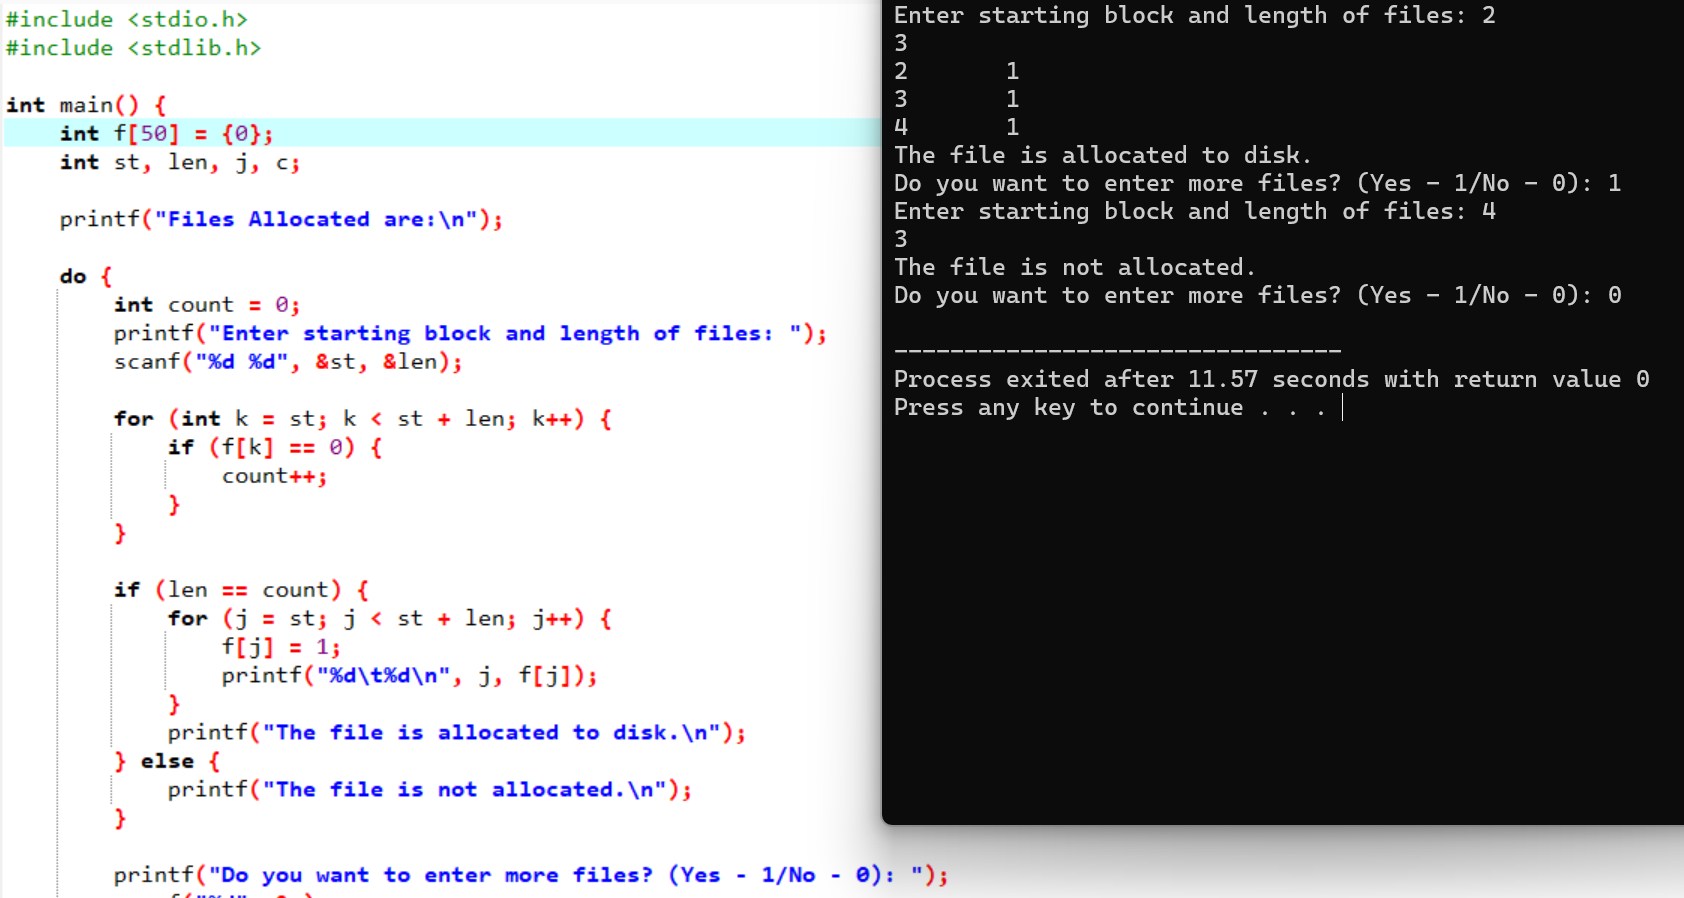 #include <stdio.h>
#include <stdlib.h>
int main() {
int f[50] = {0};
int st, len, j, c;
printf("Files Allocated are:\n");
do {
int count = 0;
printf("Enter starting block and length of files: ");
scanf("%d %d", &st, &len);
for (int k = st; k < st + len; k++) {
if (f[k] == 0) {
count++;
}
}
if (len == count) {
for (j = st; j < st + len; j++) {
f[j] = 1;
printf("%d\t%d\n", j, f[j]);
}
printf("The file is allocated to disk.\n");
} else {
printf("The file is not allocated.\n");
}
printf("Do you want to enter more files? (Yes - 1/No - 0): ");
Enter starting block and length of files: 2
3
2 1
3 1
4 1
The file is allocated to disk.
Do you want to enter more files? (Yes - 1/No - 0): 1
Enter starting block and length of files: 4
3
The file is not allocated.
Do you want to enter more files? (Yes - 1/No - 0): 0
--------------------------------
Process exited after 11.57 seconds with return value 0
Press any key to continue . . .